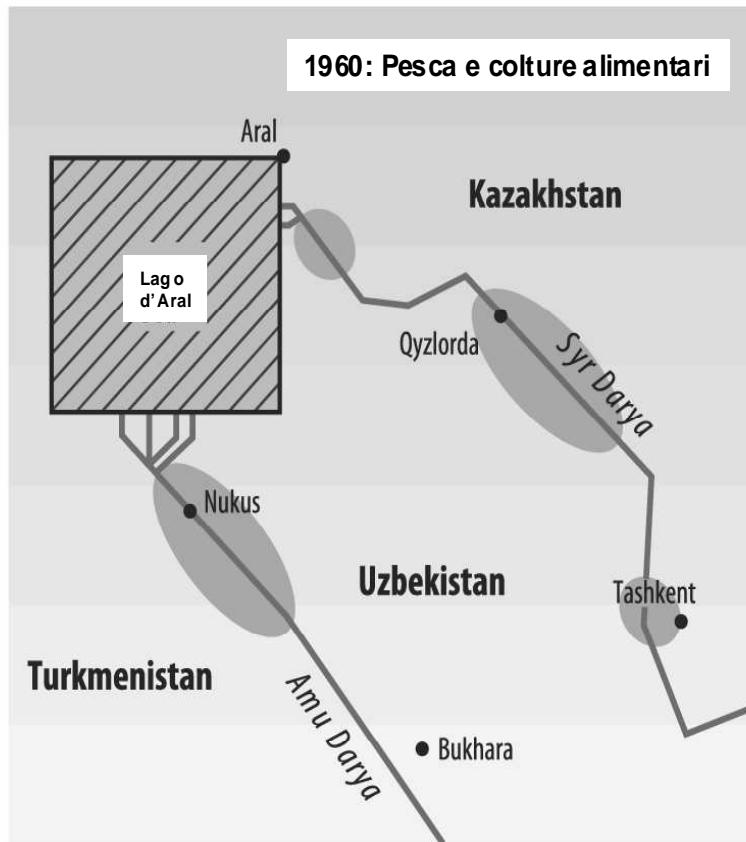 1960: Pesca e colture alimentari
Aral
Kazakhstan
Lago
d'Aral
Qyzlorda
Syr Darya
Nukus
Uzbekistan
Tashkent
Turkmenistan
Amu Darya
Bukhara